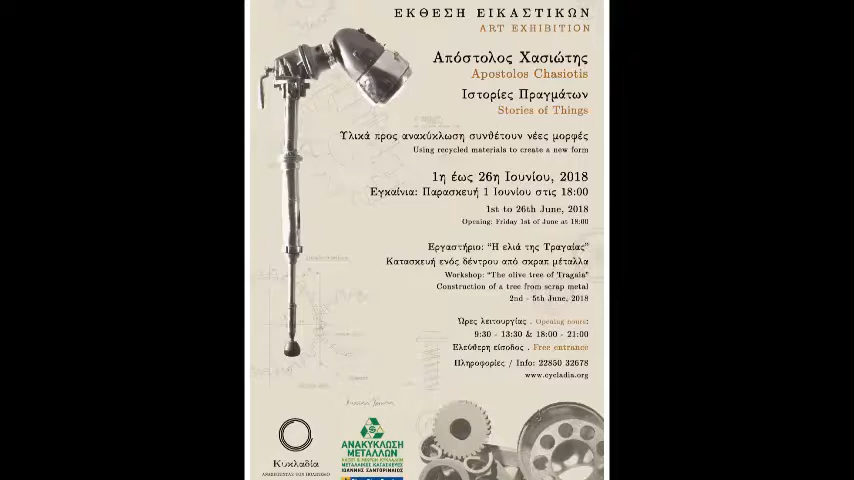 ΕΚΘΕΣΗ ΕΙΚΑΣΤΙΚΩΝ
ART EXHIBITION
Απόστολος Χασιώτης
Apostolos Chasiotis
Ιστορίες Πραγμάτων
Stories of Things
Υλικά προς ανακύκλωση συνθέτουν νέες μορφές
Using recycled materials to create a new form
1η έως 26η Ιουνίου, 2018
Εγκαίνια: Παρασκευή 1 Ιουνίου στις 18:00
1st to 26th June, 2018
Opening: Friday 1st of June at 18:00
Εργαστήριο: "Η ελιά της Τραγαίας"
Κατασκευή ενός δέντρου από σκραπ μέταλλα
Workshop: "The olive tree of Tragaia"
Construction of a tree from scrap metal
2nd - 5th June, 2018
Ώρες λειτουργίας . Opening hours:
9:30 - 13:30 & 18:00 - 21:00
Ελεύθερη είσοδος . Free entrance
Πληροφορίες / Info: 22850 32678
www.cycladia.org
Κυκλαδία
ΑΝΑΚΥΚΛΩΣΗ
ΜΕΤΑΛΛΩΝ
ΜΕΤΑΛΛΙΚΕΣ ΚΑΤΑΣΚΕΥΕΣ
ΙΩΑΝΝΗΣ ΣΑΝΤΟΡΙΝΑΙΟΣ